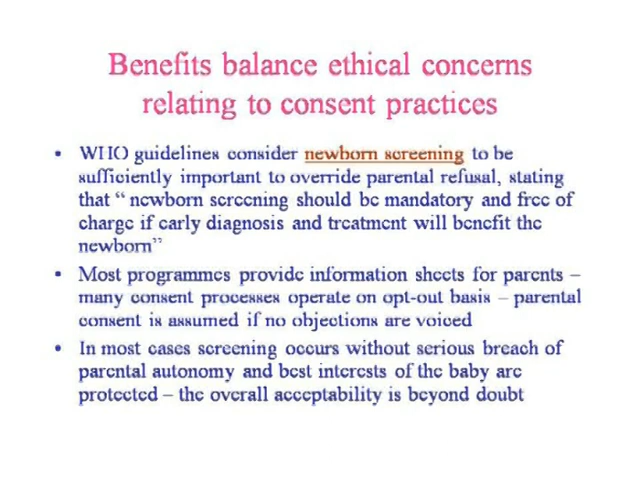 Benefits balance ethical concerns
relating to consent practices
• WHO guidelines consider newborn screening to be
sufficiently important to override parental refusal, stating
that “ newborn screening should be mandatory and free of
charge if early diagnosis and treatment will benefit the
newborn”
• Most programmes provide information sheets for parents –
many consent processes operate on opt-out basis – parental
consent is assumed if no objections are voiced
• In most cases screening occurs without serious breach of
parental autonomy and best interests of the baby are
protected – the overall acceptability is beyond doubt